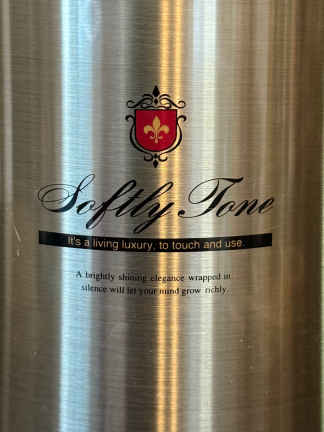 Softly Tone
It's a living luxury, to touch and use.
A brightly shining elegance wrapped in
silence will let your mind grow richly.